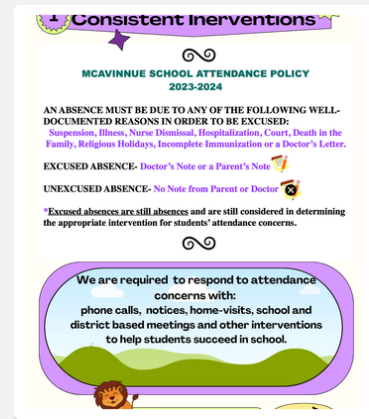 1 Consistent Inerventions
MCAVINNUE SCHOOL ATTENDANCE POLICY
2023-2024
AN ABSENCE MUST BE DUE TO ANY OF THE FOLLOWING WELL-
DOCUMENTED REASONS IN ORDER TO BE EXCUSED:
Suspension, Illness, Nurse Dismissal, Hospitalization, Court, Death in the
Family, Religious Holidays, Incomplete Immunization or a Doctor's Letter.
EXCUSED ABSENCE- Doctor's Note or a Parent's Note
UNEXCUSED ABSENCE- No Note from Parent or Doctor
*Excused absences are still absences and are still considered in determining
the appropriate intervention for students' attendance concerns.
We are required to respond to attendance
concerns with:
phone calls, notices, home-visits, school and
district based meetings and other interventions
to help students succeed in school.